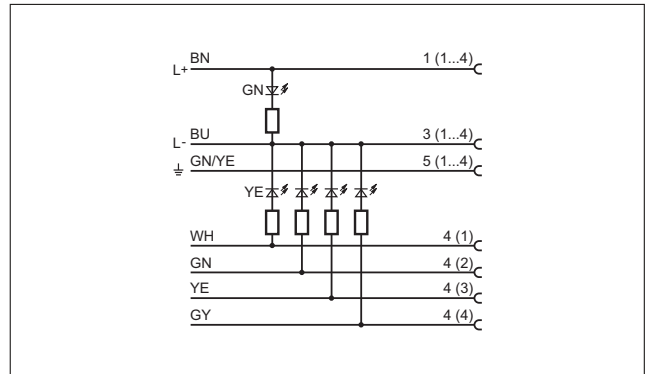 L+ BN 1 (1...4)
GN
L- BU 3 (1...4)
GN/YE 5 (1...4)
YE
WH 4 (1)
GN 4 (2)
YE 4 (3)
GY 4 (4)